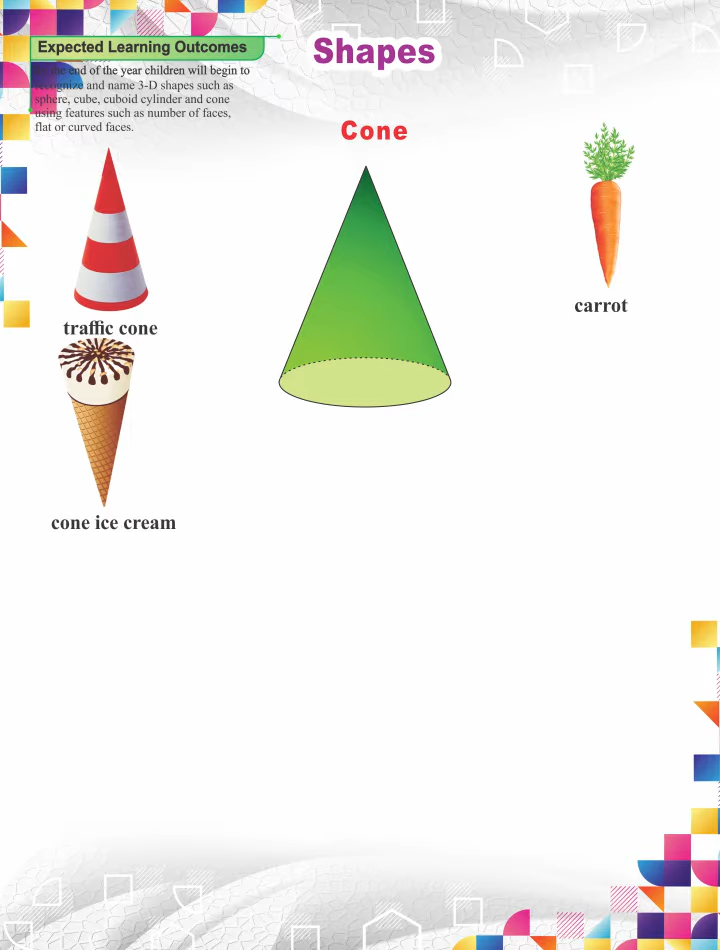 Shapes
Expected Learning Outcomes
the end of the year children will begin to
recognize and name 3-D shapes such as
sphere, cube, cuboid cylinder and cone
using features such as number of faces,
flat or curved faces.
Cone
traffic cone
carrot
cone ice cream